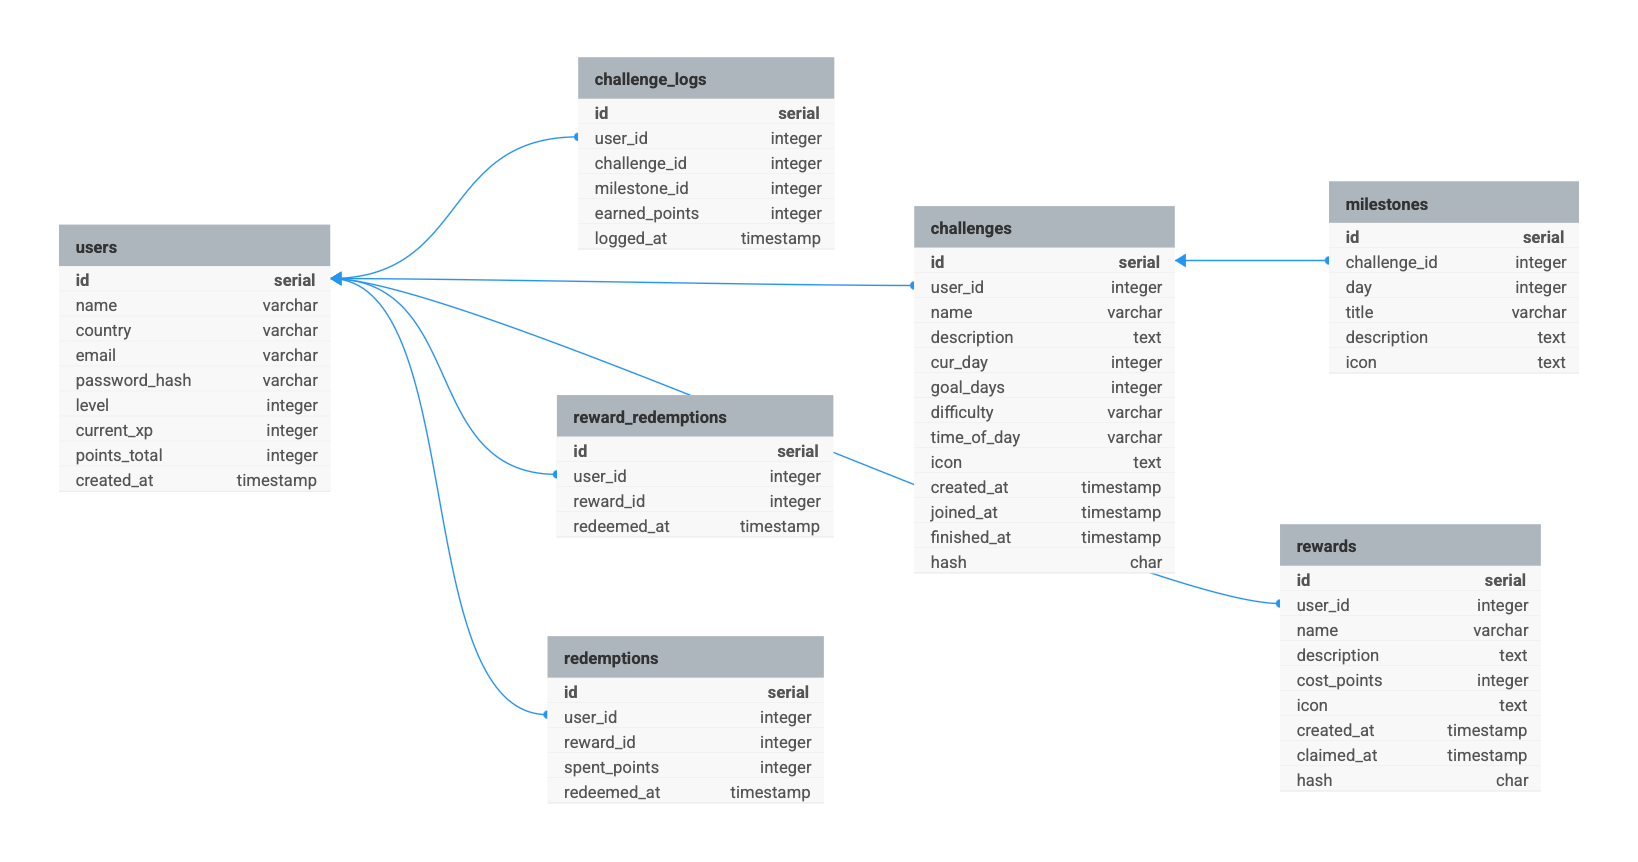 challenge_logs
id serial
user_id integer
challenge_id integer
milestone_id integer
earned_points integer
logged_at timestamp
users
id serial
name varchar
country varchar
email varchar
password_hash varchar
level integer
current_xp integer
points_total integer
created_at timestamp
challenges
id serial
user_id integer
name varchar
description text
cur_day integer
goal_days integer
difficulty varchar
time_of_day varchar
icon text
created_at timestamp
joined_at timestamp
finished_at timestamp
hash char
milestones
id serial
challenge_id integer
day integer
title varchar
description text
icon text
reward_redemptions
id serial
user_id integer
reward_id integer
redeemed_at timestamp
rewards
id serial
user_id integer
name varchar
description text
cost_points integer
icon text
created_at timestamp
claimed_at timestamp
hash char
redemptions
id serial
user_id integer
reward_id integer
spent_points integer
redeemed_at timestamp